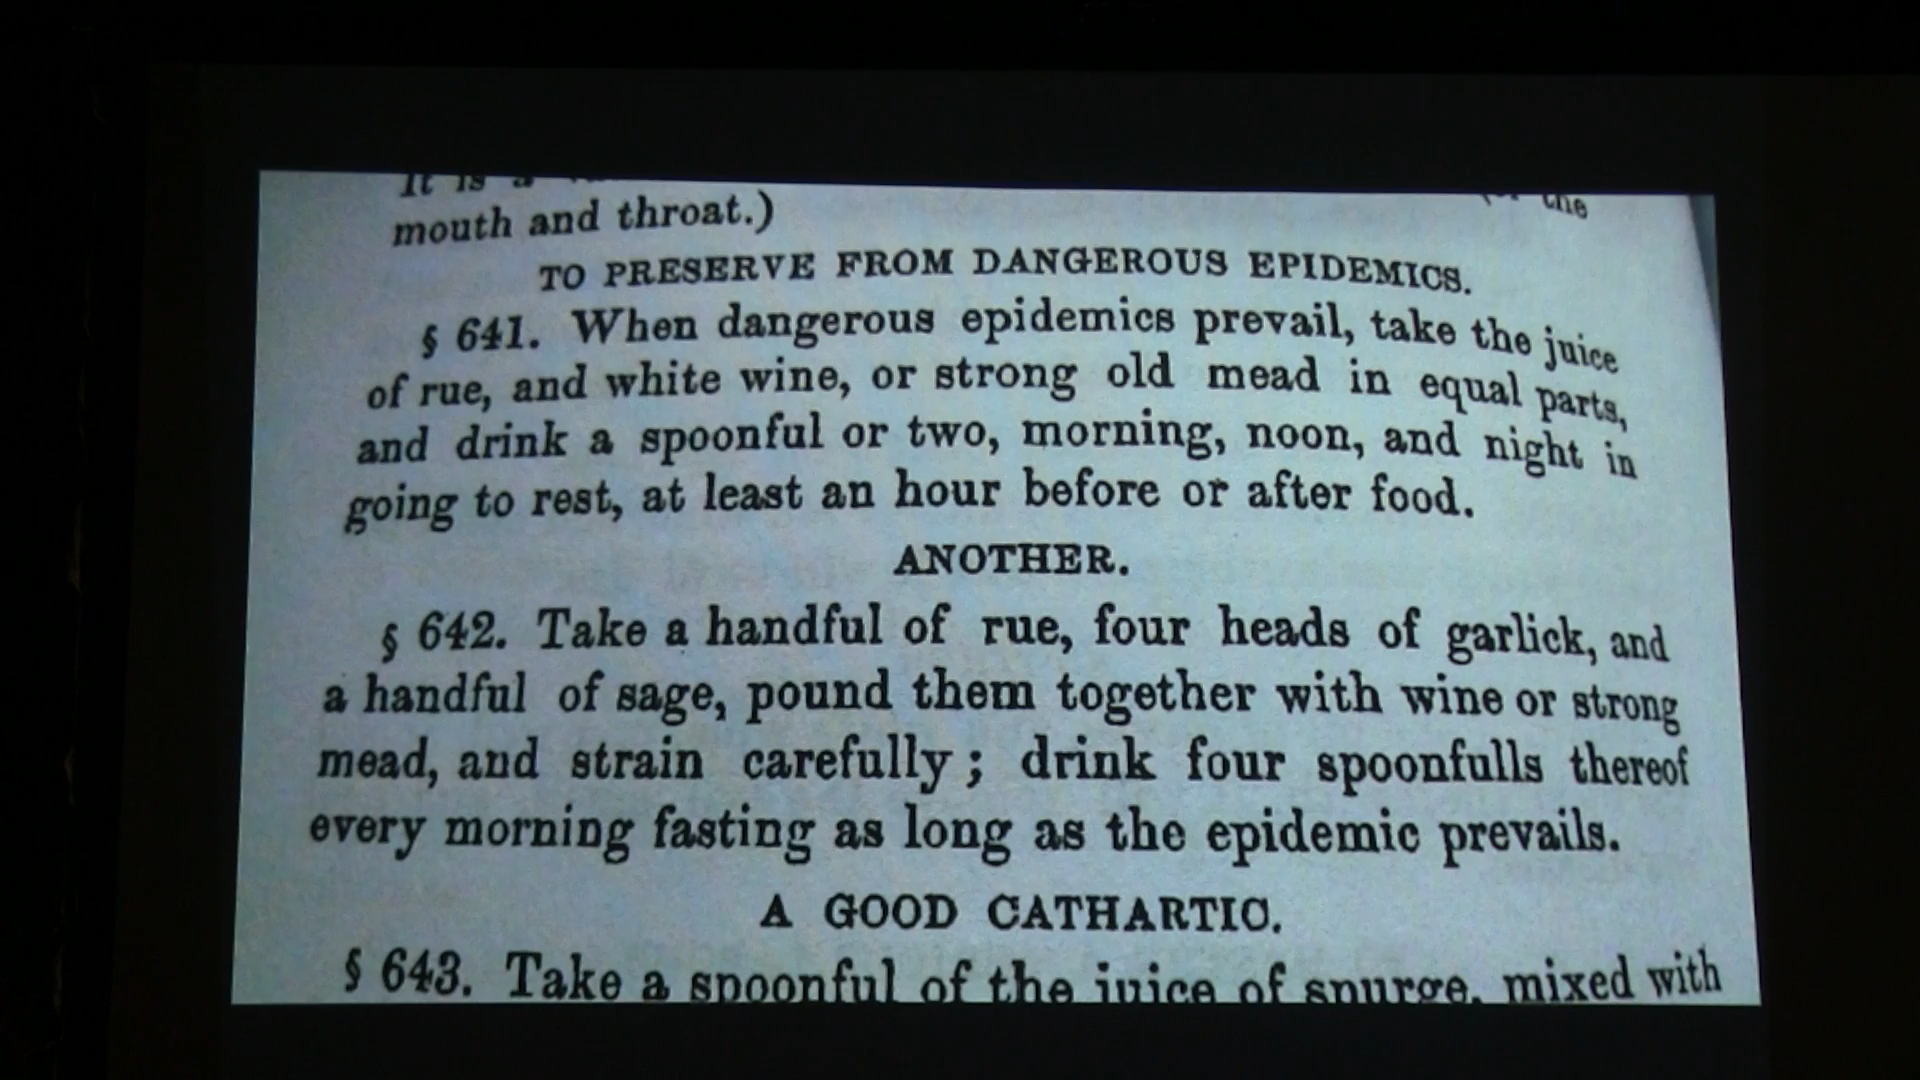 It is a
the
mouth and throat.)
TO PRESERVE FROM DANGEROUS EPIDEMICS.
§ 641. When dangerous epidemics prevail, take the juice
of rue, and white wine, or strong old mead in equal parts,
and drink a spoonful or two, morning, noon, and night in
going to rest, at least an hour before or after food.
ANOTHER.
§ 642. Take a handful of rue, four heads of garlick, and
a handful of sage, pound them together with wine or strong
mead, and strain carefully; drink four spoonfulls thereof
every morning fasting as long as the epidemic prevails.
A GOOD CATHARTIC.
§ 643. Take a spoonful of the juice of spurge, mixed with